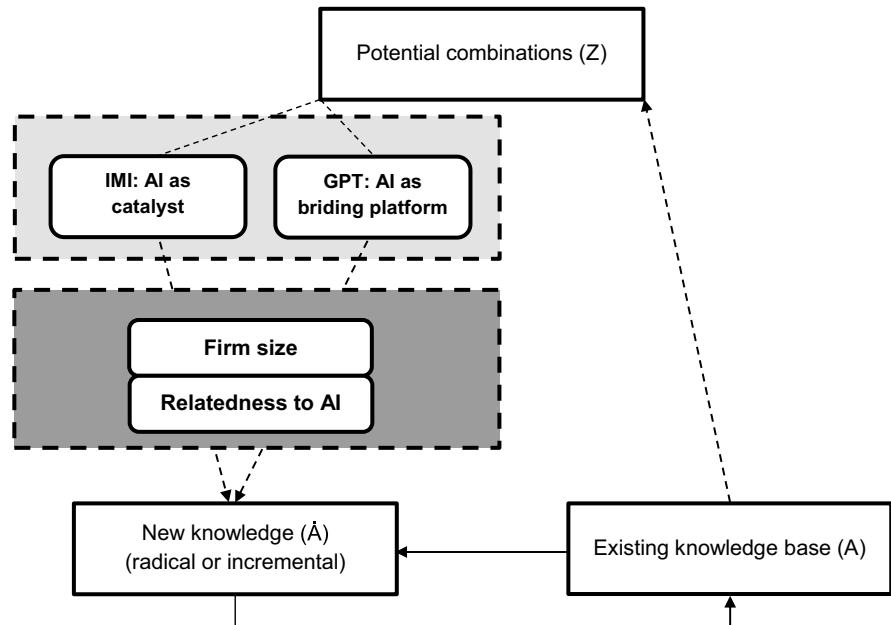 Potential combinations (Z)
IMI: AI as
catalyst
GPT: AI as
briding platform
Firm size
Relatedness to AI
New knowledge (Ȧ)
(radical or incremental)
Existing knowledge base (A)